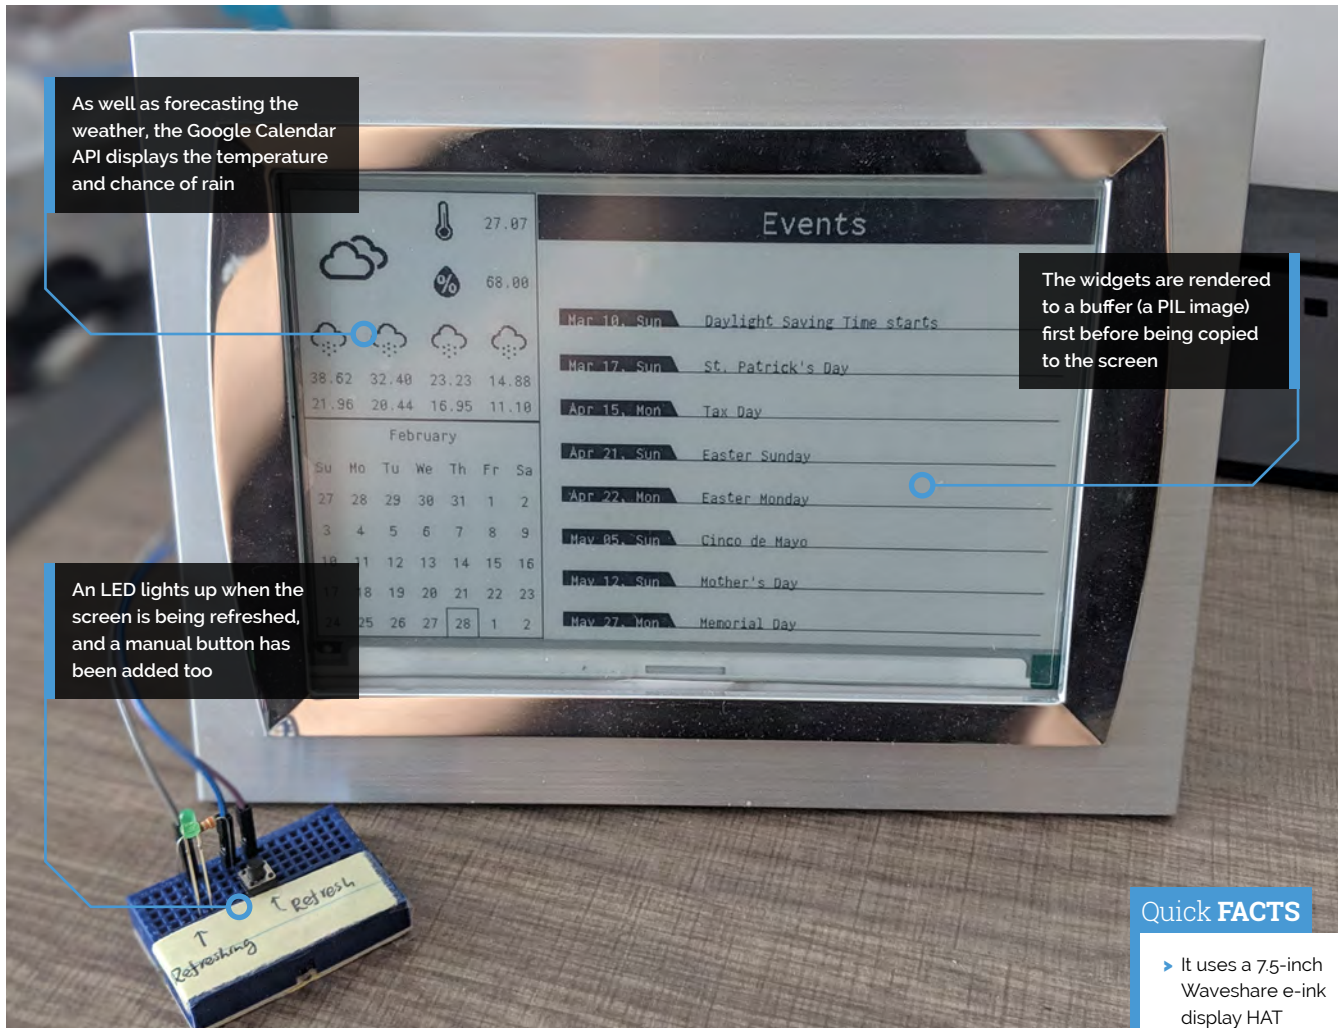 As well as forecasting the
weather, the Google Calendar
API displays the temperature
and chance of rain
27.07
%
68.00
38.62 32.40 23.23 14.88
21.96 20.44 16.95 11.10
February
Su Mo Tu We Th Fr Sa
27 28 29 30 31 1 2
3 4 5 6 7 8 9
10 11 12 13 14 15 16
17 18 19 20 21 22 23
24 25 26 27 28 1 2
Events
Mar 10, Sun Daylight Saving Time starts
Mar 17, Sun St. Patrick's Day
Apr 15, Mon Tax Day
Apr 21, Sun Easter Sunday
Apr 22, Mon Easter Monday
May 05, Sun Cinco de Mayo
May 12, Sun Mother's Day
May 27, Mon Memorial Day
The widgets are rendered
to a buffer (a PIL image)
first before being copied
to the screen
An LED lights up when the
screen is being refreshed,
and a manual button has
been added too
Refresh
Refreshing
Quick FACTS
It uses a 7.5-inch
Waveshare e-ink
display HAT